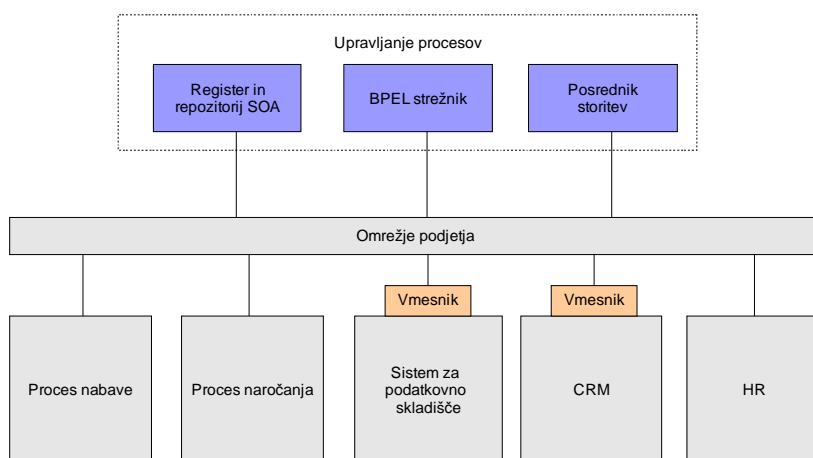 Upravljanje procesov
Register in
repozitorij SOA
BPEL strežnik
Posrednik
storitev
Omrežje podjetja
Vmesnik
Vmesnik
Proces nabave
Proces naročanja
Sistem za
podatkovno
skladišče
CRM
HR